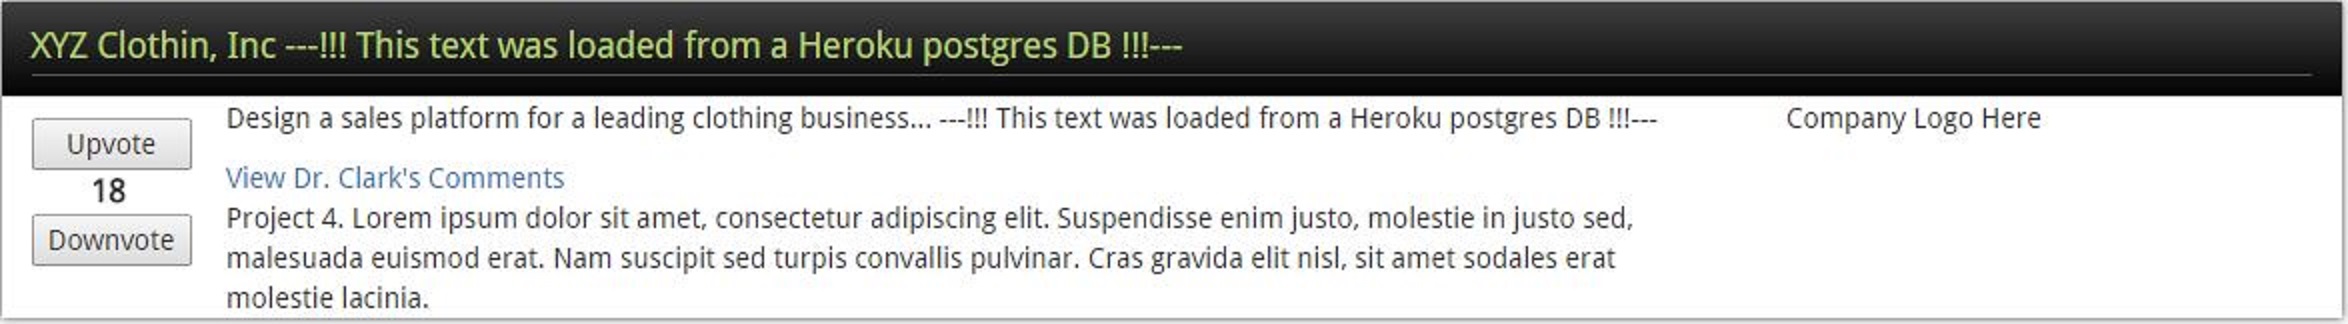 XYZ Clothin, Inc ---!!! This text was loaded from a Heroku postgres DB !!!---
Upvote
18
Downvote
Design a sales platform for a leading clothing business... ---!!! This text was loaded from a Heroku postgres DB !!!---
View Dr. Clark's Comments
Project 4. Lorem ipsum dolor sit amet, consectetur adipiscing elit. Suspendisse enim justo, molestie in justo sed,
malesuada euismod erat. Nam suscipit sed turpis convallis pulvinar. Cras gravida elit nisl, sit amet sodales erat
molestie lacinia.
Company Logo Here